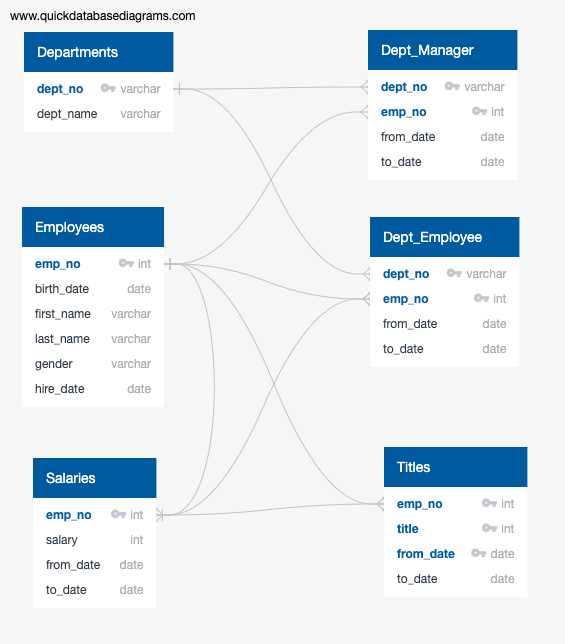 www.quickdatabasediagrams.com
Departments
dept_no varchar
dept_name varchar
Dept_Manager
dept_no varchar
emp_no int
from_date date
to_date date
Employees
emp_no int
birth_date date
first_name varchar
last_name varchar
gender varchar
hire_date date
Dept_Employee
dept_no varchar
emp_no int
from_date date
to_date date
Salaries
emp_no int
salary int
from_date date
to_date date
Titles
emp_no int
title int
from_date date
to_date date